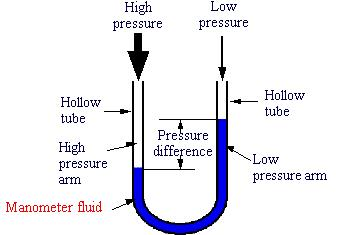 High
pressure
Low
pressure
Hollow
tube
Hollow
tube
Pressure
difference
High
pressure
arm
Low
pressure arm
Manometer fluid